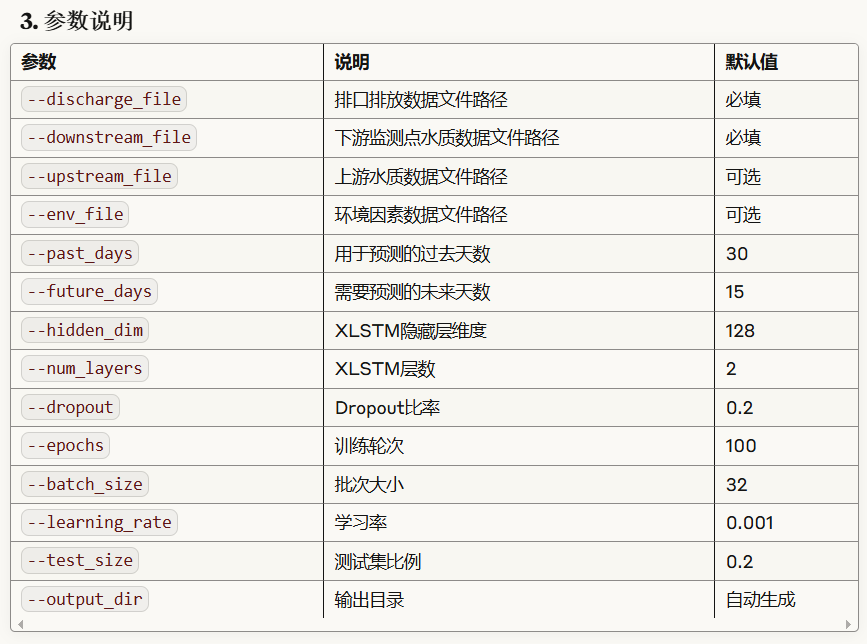 3. 参数说明
参数 说明 默认值
--discharge_file 排口排放数据文件路径 必填
--downstream_file 下游监测点水质数据文件路径 必填
--upstream_file 上游水质数据文件路径 可选
--env_file 环境因素数据文件路径 可选
--past_days 用于预测的过去天数 30
--future_days 需要预测的未来天数 15
--hidden_dim XLSTM隐藏层维度 128
--num_layers XLSTM层数 2
--dropout Dropout比率 0.2
--epochs 训练轮次 100
--batch_size 批次大小 32
--learning_rate 学习率 0.001
--test_size 测试集比例 0.2
--output_dir 输出目录 自动生成